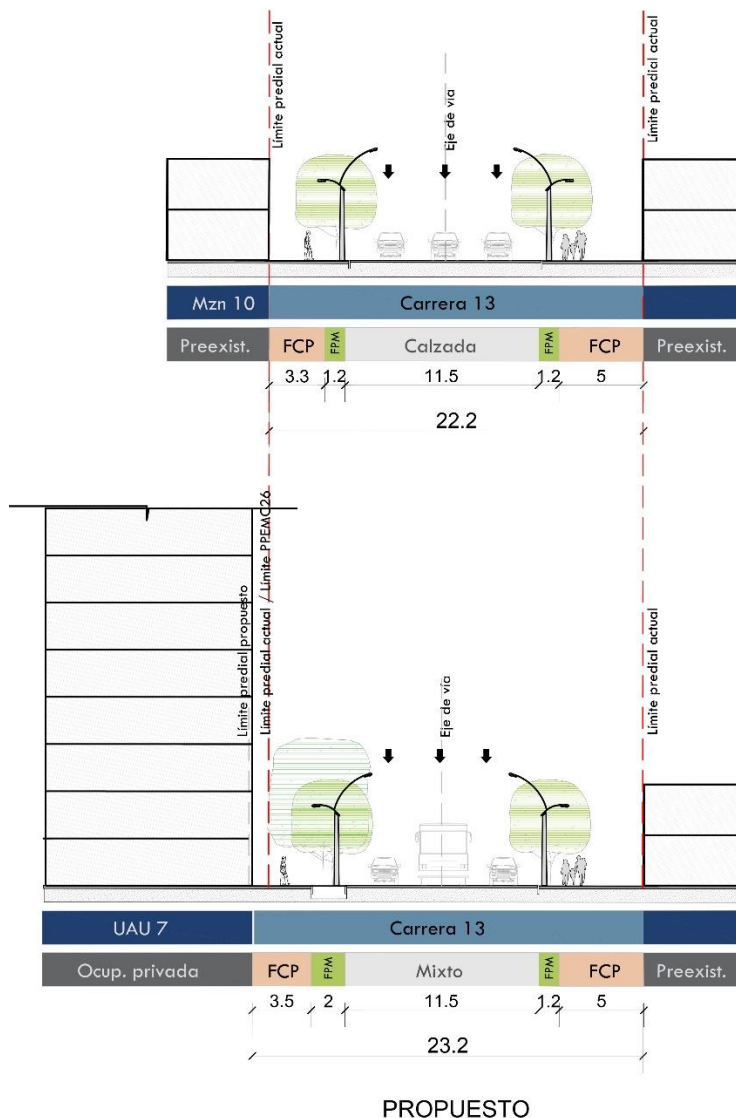 Límite predial actual
Eje de vía
Límite predial actual
Mzn 10
Carrera 13
Preexist.
FCP
FPM
Calzada
FPM
FCP
Preexist.
3.3
1.2
11.5
1.2
5
22.2
Límite predial propuesto
Límite predial actual / Límite PPEMC26
Eje de vía
Límite predial actual
UAU 7
Carrera 13
Ocup. privada
FCP
FPM
Mixto
FPM
FCP
Preexist.
3.5
2
11.5
1.2
5
23.2
PROPUESTO